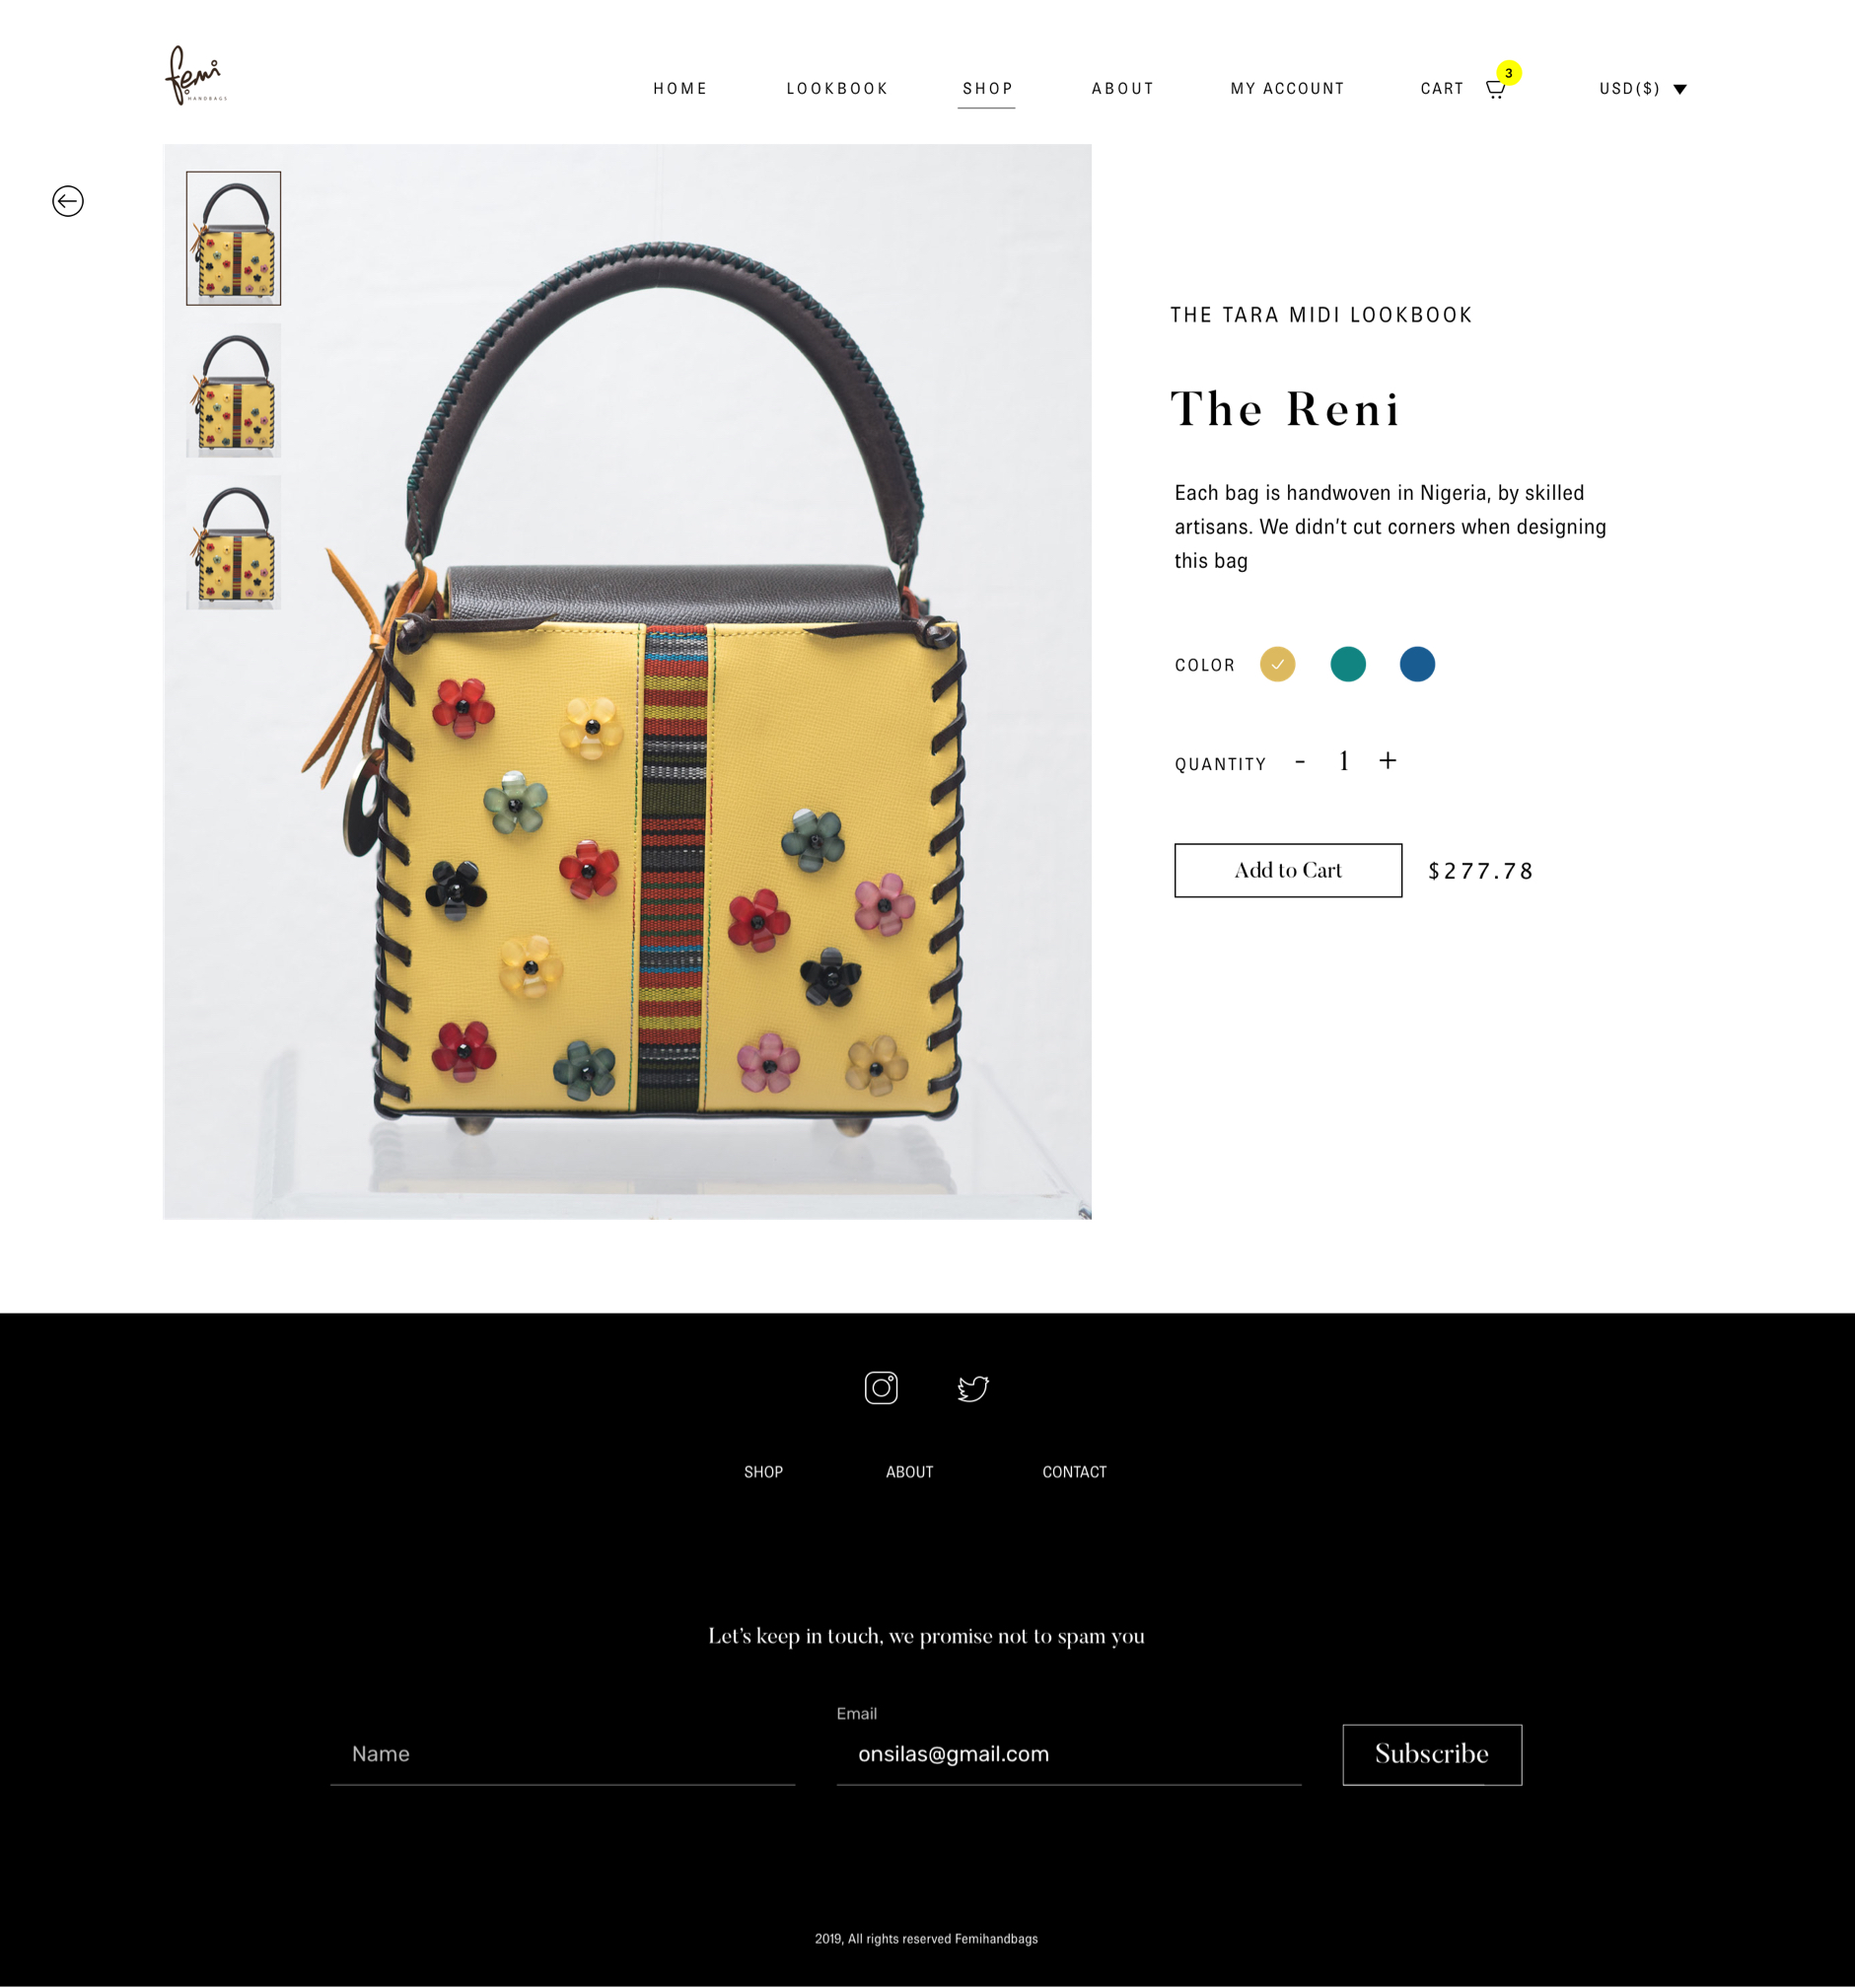 femi
HANDBAGS
HOME LOOKBOOK SHOP ABOUT MY ACCOUNT CART 3 USD($)
THE TARA MIDI LOOKBOOK
The Reni
Each bag is handwoven in Nigeria, by skilled
artisans. We didn’t cut corners when designing
this bag
COLOR
QUANTITY - 1 +
Add to Cart $277.78
SHOP ABOUT CONTACT
Let’s keep in touch, we promise not to spam you
Email
Name onsilas@gmail.com Subscribe
2019, All rights reserved Femihandbags